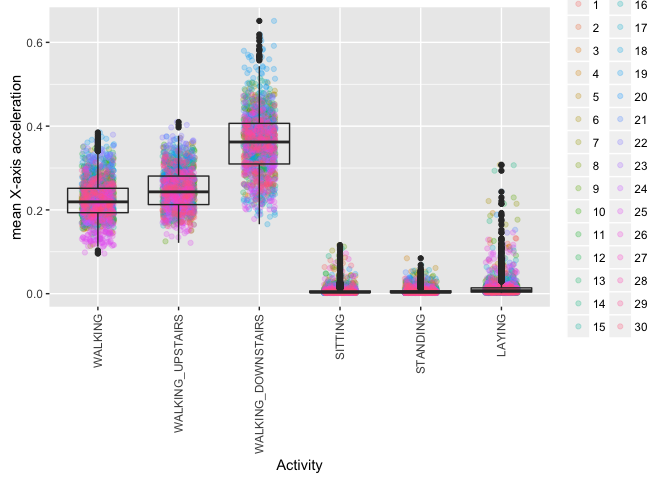 mean X-axis acceleration
0.6
0.4
0.2
0.0
WALKING
WALKING_UPSTAIRS
WALKING_DOWNSTAIRS
SITTING
STANDING
LAYING
Activity
1 16
2 17
3 18
4 19
5 20
6 21
7 22
8 23
9 24
10 25
11 26
12 27
13 28
14 29
15 30